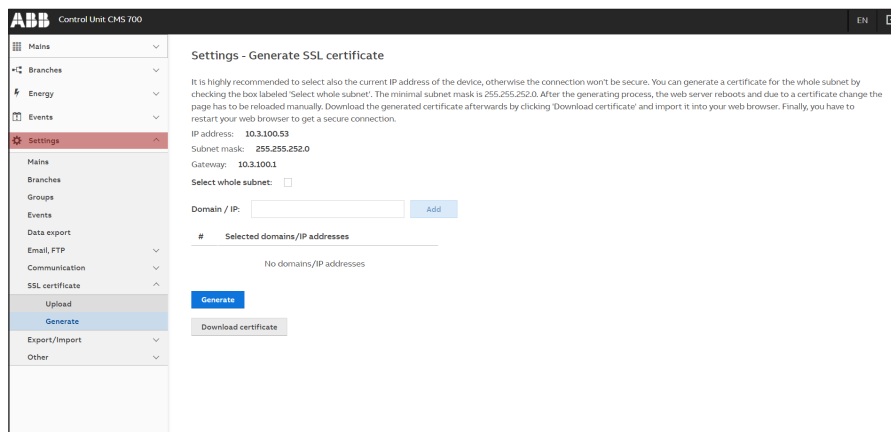 ABB Control Unit CMS 700
EN
Mains
Branches
Energy
Events
Settings
Mains
Branches
Groups
Events
Data export
Email, FTP
Communication
SSL certificate
Upload
Generate
Export/Import
Other
Settings - Generate SSL certificate
It is highly recommended to select also the current IP address of the device, otherwise the connection won't be secure. You can generate a certificate for the whole subnet by
checking the box labeled 'Select whole subnet'. The minimal subnet mask is 255.255.252.0. After the generating process, the web server reboots and due to a certificate change the
page has to be reloaded manually. Download the generated certificate afterwards by clicking 'Download certificate' and import it into your web browser. Finally, you have to
restart your web browser to get a secure connection.
IP address: 10.3.100.53
Subnet mask: 255.255.252.0
Gateway: 10.3.100.1
Select whole subnet:
Domain / IP: Add
# Selected domains/IP addresses
No domains/IP addresses
Generate
Download certificate